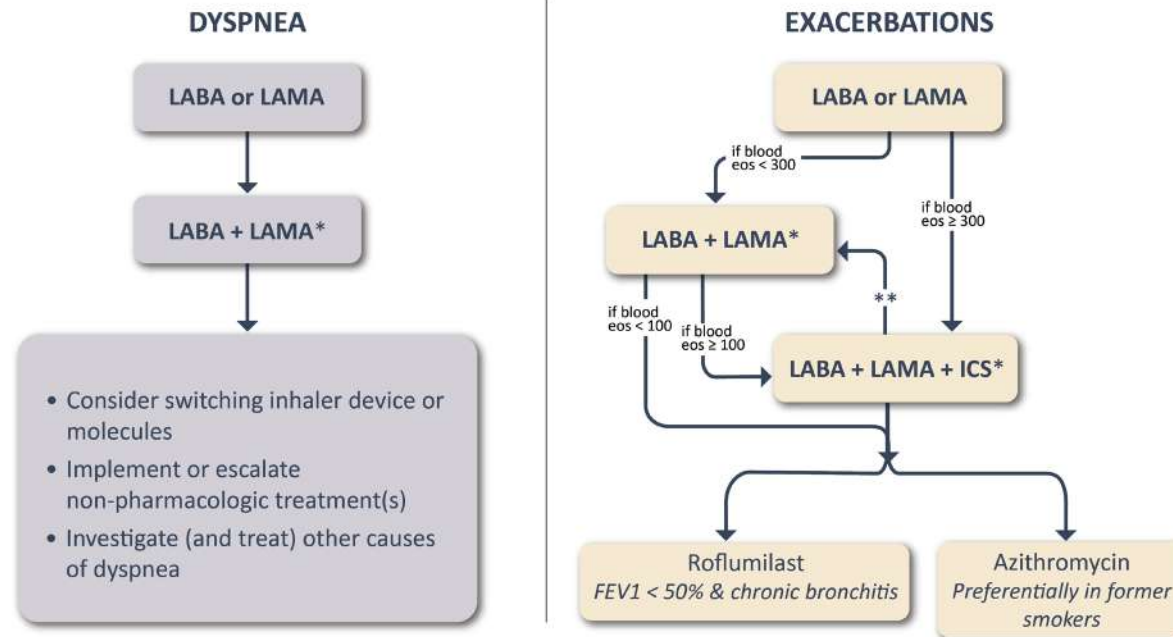 DYSPNEA
LABA or LAMA
LABA + LAMA*
• Consider switching inhaler device or
molecules
• Implement or escalate
non-pharmacologic treatment(s)
• Investigate (and treat) other causes
of dyspnea
EXACERBATIONS
LABA or LAMA
if blood
eos < 300
if blood
eos ≥ 300
LABA + LAMA*
**
if blood
eos < 100
if blood
eos ≥ 100
LABA + LAMA + ICS*
Roflumilast
FEV1 < 50% & chronic bronchitis
Azithromycin
Preferentially in former
smokers